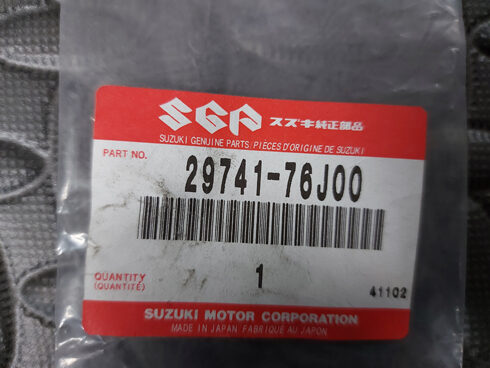 SGP スズキ純正部品
SUZUKI GENUINE PARTS / PIÈCES D'ORIGINE DE SUZUKI
PART NO.
29741-76J00
QUANTITY
(QUANTITÉ)
1
41102
SUZUKI MOTOR CORPORATION
MADE IN JAPAN FABRIQUE AU JAPON